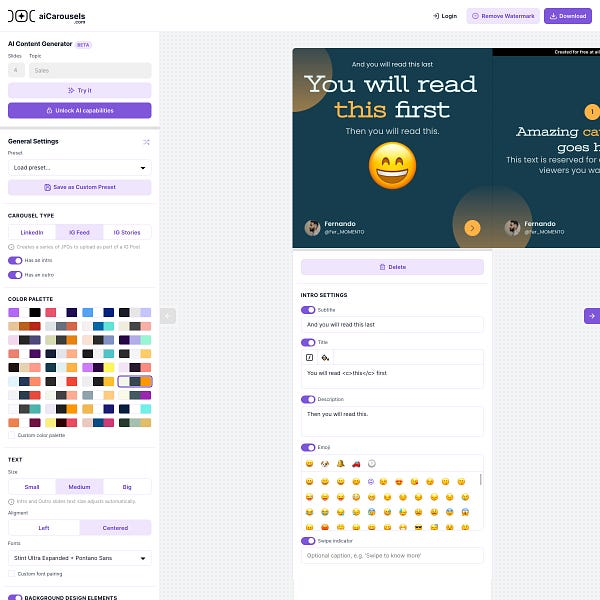 aiCarousels
.com
Login
Remove Watermark
Download
AI Content Generator BETA
Slides Topic
4 Sales
Try it
Unlock AI capabilities
General Settings
Preset
Load preset...
Save as Custom Preset
CAROUSEL TYPE
LinkedIn IG Feed IG Stories
Creates a series of JPGs to upload as part of a IG Post
Has an intro
Has an outro
COLOR PALETTE
Custom color palette
TEXT
Size
Small Medium Big
Intro and Outro slides text size adjusts automatically.
Aligment
Left Centered
Fonts
Stint Ultra Expanded + Pontano Sans
Custom font pairing
BACKGROUND DESIGN ELEMENTS
And you will read this last
You will read
this first
Then you will read this.
Fernando
@Fer_MOMENTO
Created for free at ai
1
Amazing ca
goes h
This text is reserved for
viewers you wa
Fernando
@Fer_MOMENTO
Delete
INTRO SETTINGS
Subtitle
And you will read this last
Title
You will read <c>this</c> first
Description
Then you will read this.
Emoji
Swipe indicator
Optional caption, e.g. 'Swipe to know more'